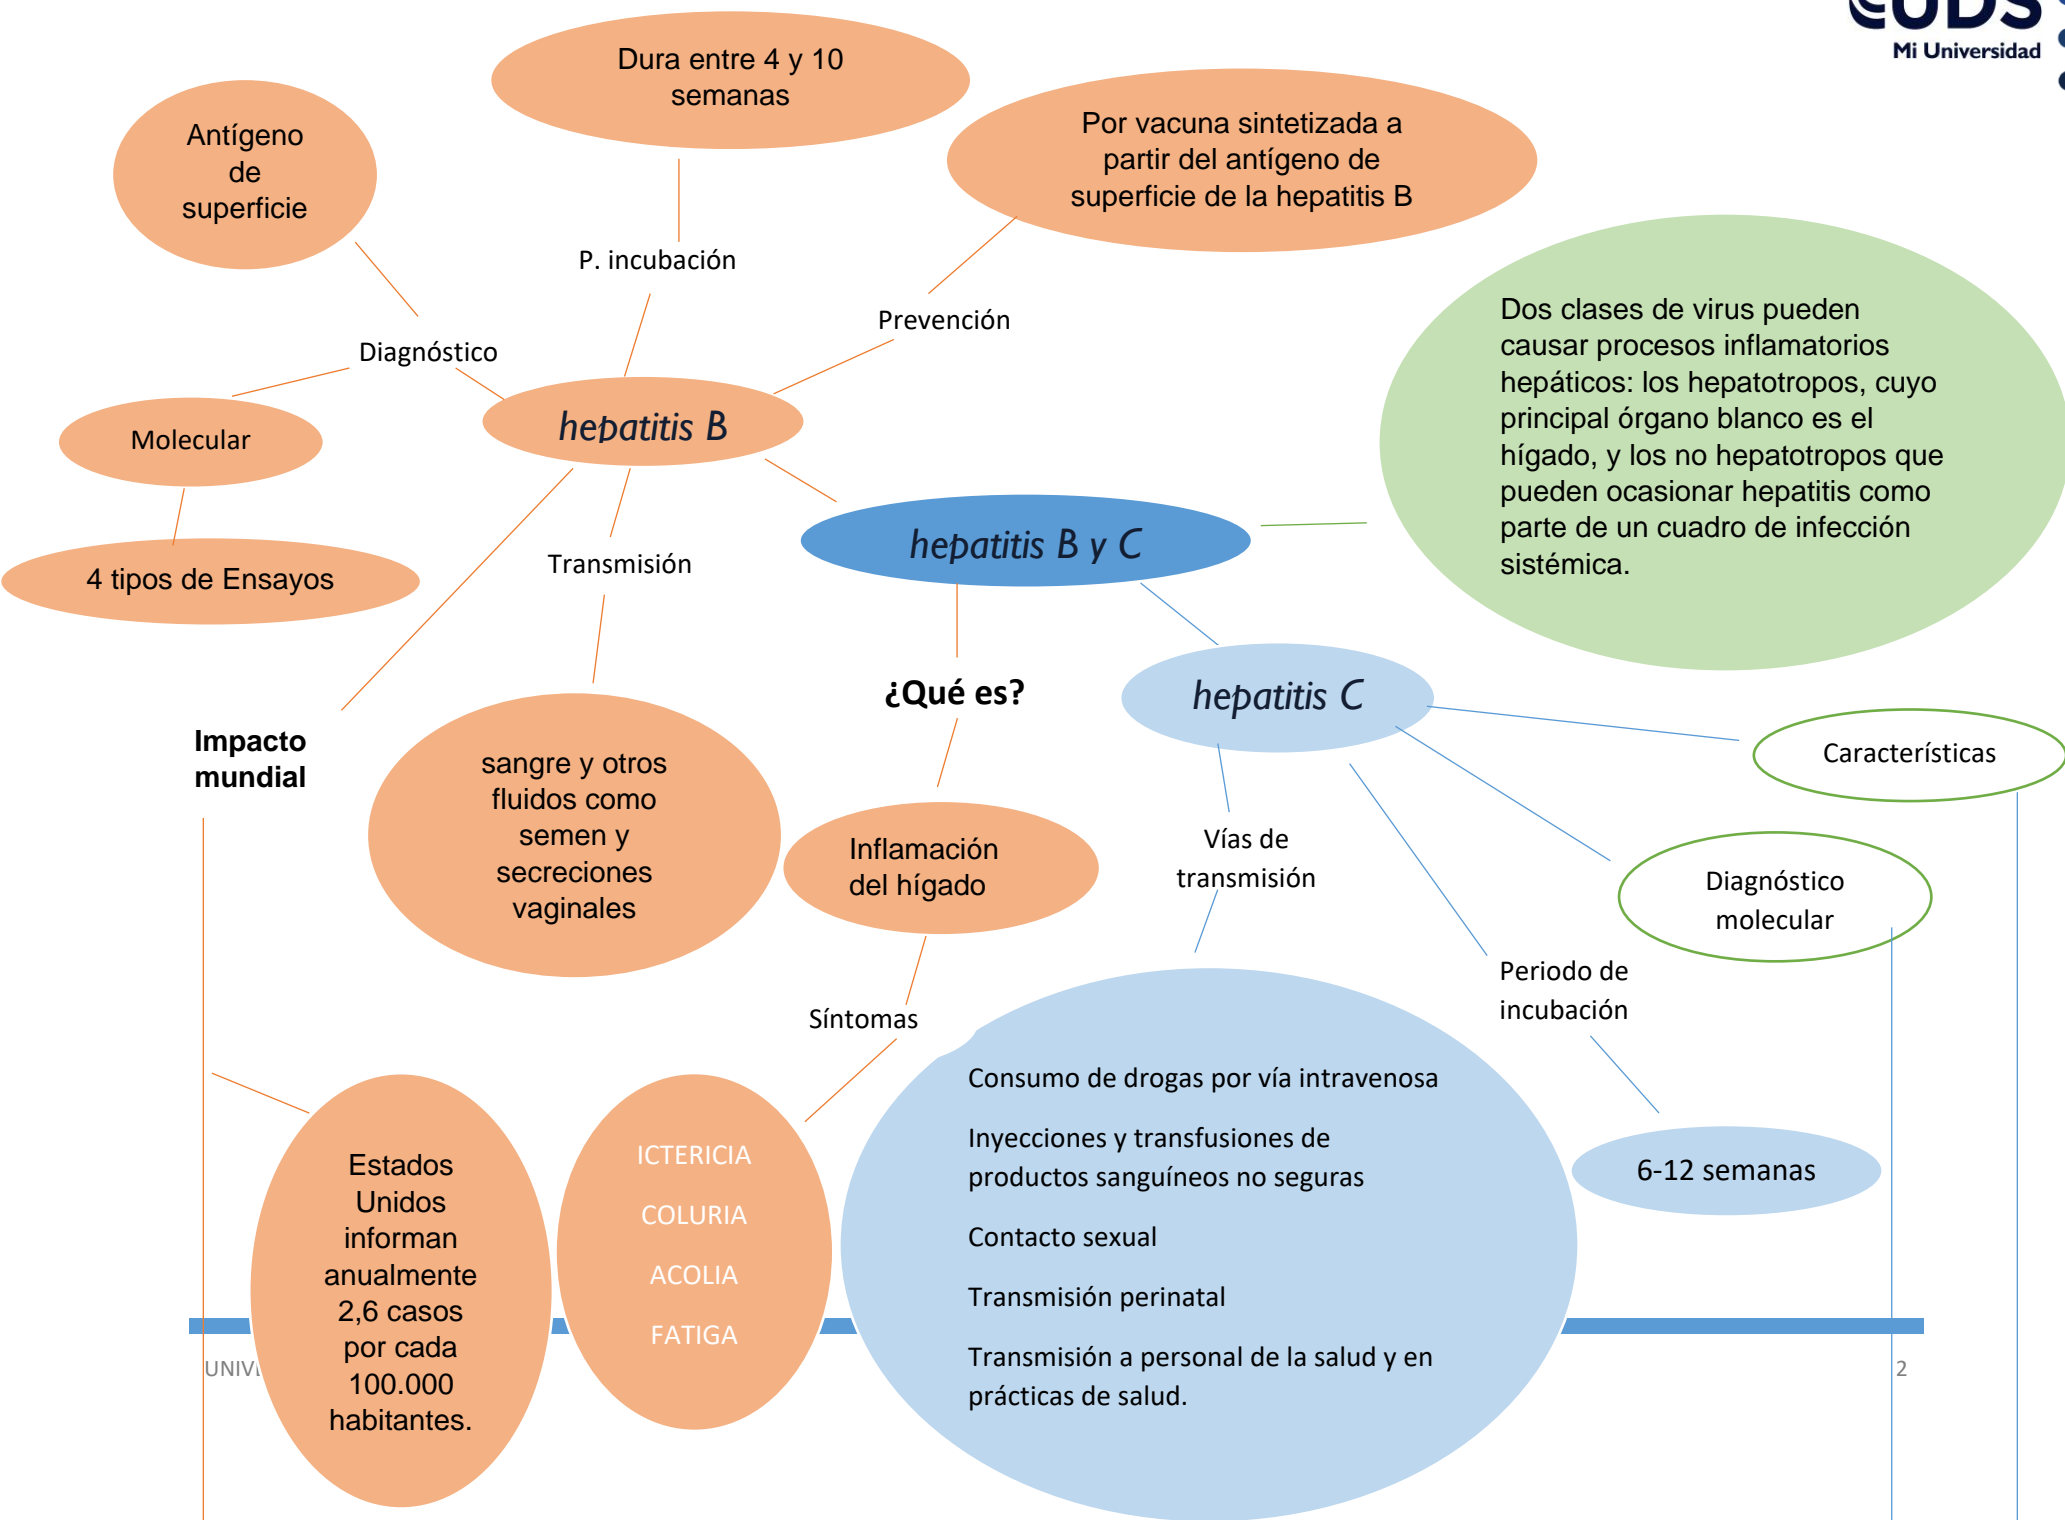 UDS
Mi Universidad
Dura entre 4 y 10
semanas
Antígeno
de
superficie
Por vacuna sintetizada a
partir del antígeno de
superficie de la hepatitis B
P. incubación
Prevención
Diagnóstico
Dos clases de virus pueden
causar procesos inflamatorios
hepáticos: los hepatotropos, cuyo
principal órgano blanco es el
hígado, y los no hepatotropos que
pueden ocasionar hepatitis como
parte de un cuadro de infección
sistémica.
hepatitis B
Molecular
4 tipos de Ensayos
hepatitis B y C
Transmisión
¿Qué es?
hepatitis C
Impacto
mundial
sangre y otros
fluidos como
semen y
secreciones
vaginales
Características
Inflamación
del hígado
Vías de
transmisión
Diagnóstico
molecular
Periodo de
incubación
Síntomas
Consumo de drogas por vía intravenosa
Inyecciones y transfusiones de
productos sanguíneos no seguras
Contacto sexual
Transmisión perinatal
Transmisión a personal de la salud y en
prácticas de salud.
6-12 semanas
Estados
Unidos
informan
anualmente
2,6 casos
por cada
100.000
habitantes.
ICTERICIA
COLURIA
ACOLIA
FATIGA
2